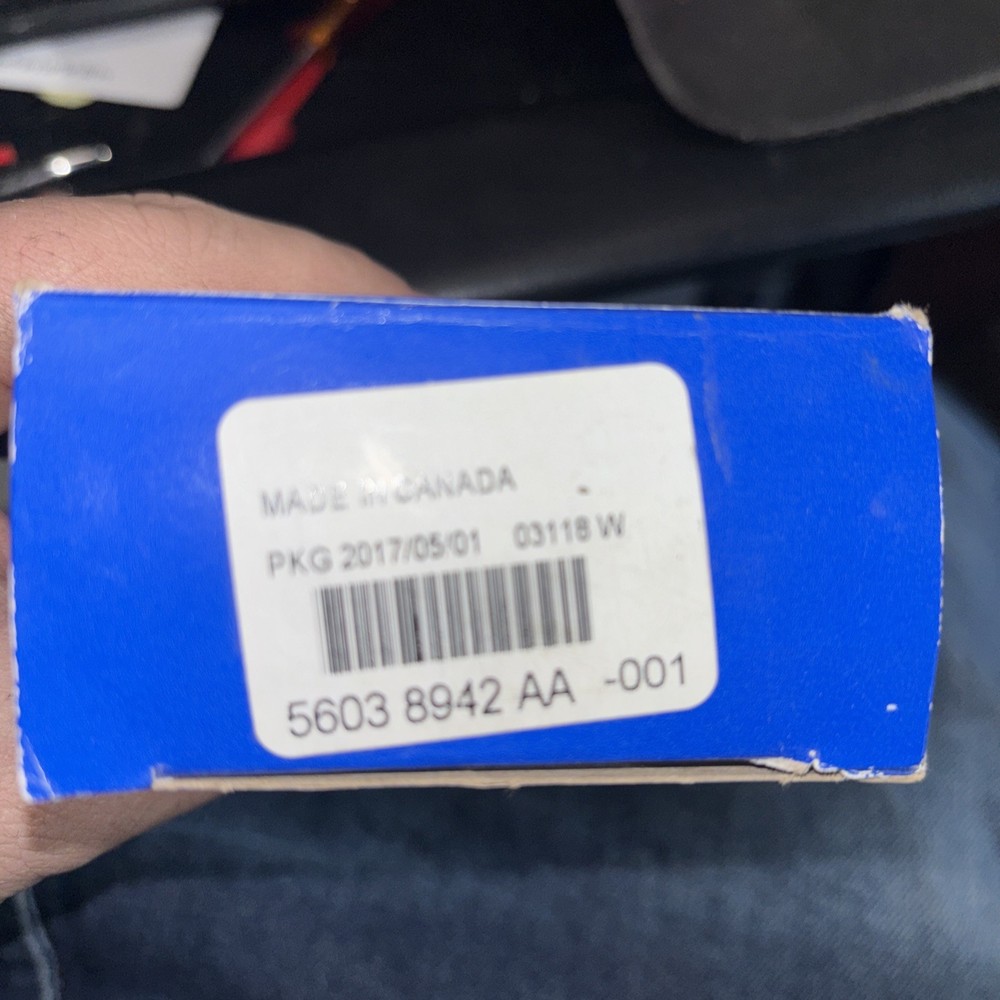 MADE IN CANADA
PKG 2017/05/01 03118 W
5603 8942 AA -001